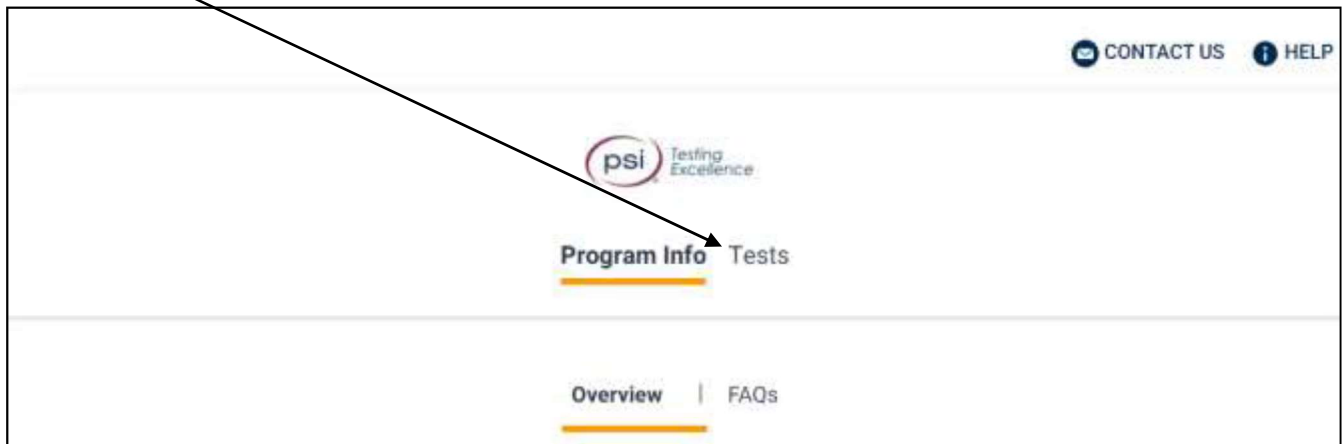 CONTACT US HELP
psi Testing
Excellence
Program Info Tests
Overview | FAQs